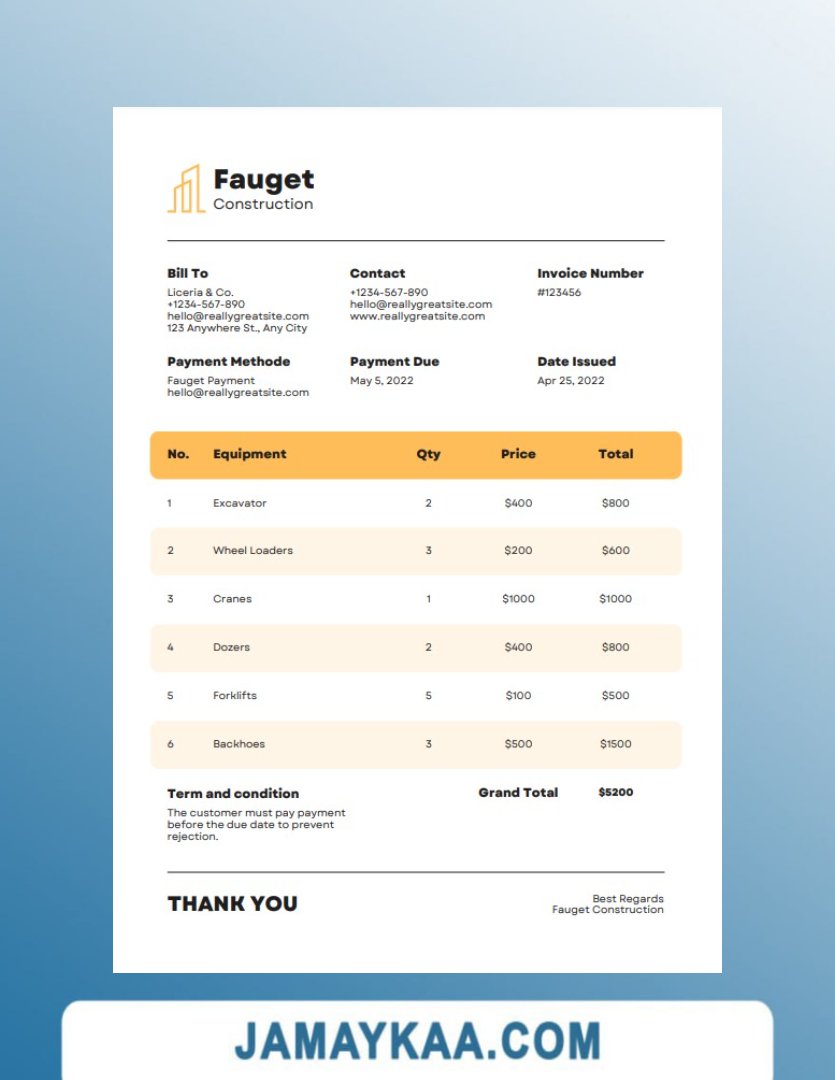 Fauget
Construction
Bill To
Liceria & Co.
+1234-567-890
hello@reallygreatsite.com
123 Anywhere St., Any City
Contact
+1234-567-890
hello@reallygreatsite.com
www.reallygreatsite.com
Invoice Number
#123456
Payment Methode
Fauget Payment
hello@reallygreatsite.com
Payment Due
May 5, 2022
Date Issued
Apr 25, 2022
No. Equipment Qty Price Total
1 Excavator 2 $400 $800
2 Wheel Loaders 3 $200 $600
3 Cranes 1 $1000 $1000
4 Dozers 2 $400 $800
5 Forklifts 5 $100 $500
6 Backhoes 3 $500 $1500
Term and condition
The customer must pay payment
before the due date to prevent
rejection.
Grand Total $5200
THANK YOU
Best Regards
Fauget Construction
JAMAYKAA.COM